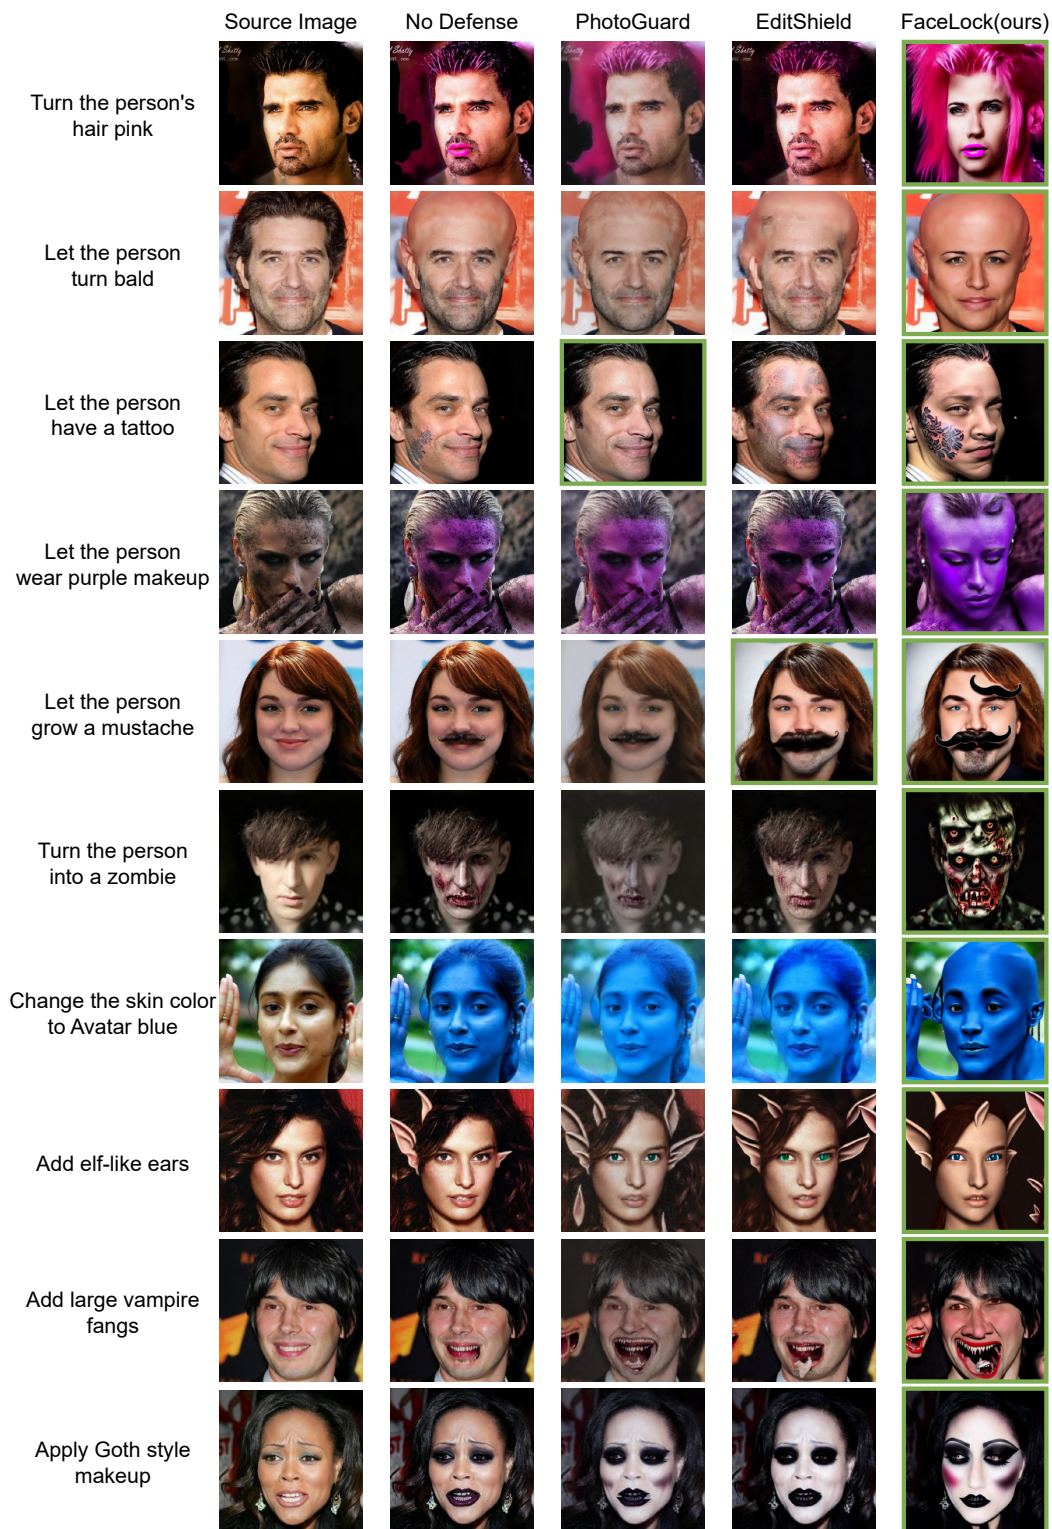 Source Image
No Defense
PhotoGuard
EditShield
FaceLock(ours)
Turn the person's
hair pink
Let the person
turn bald
Let the person
have a tattoo
Let the person
wear purple makeup
Let the person
grow a mustache
Turn the person
into a zombie
Change the skin color
to Avatar blue
Add elf-like ears
Add large vampire
fangs
Apply Goth style
makeup